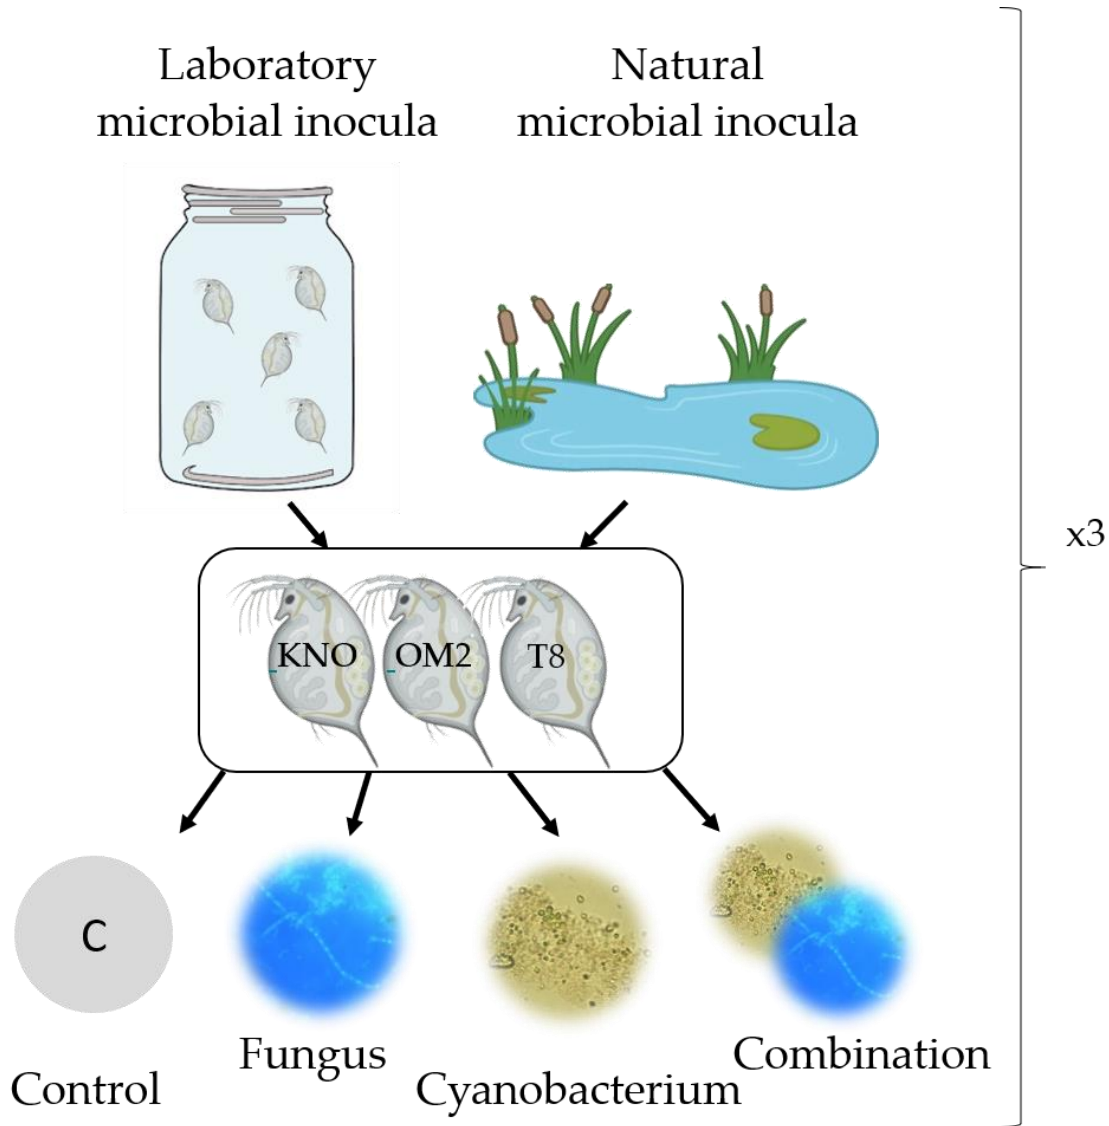 Laboratory
microbial inocula
Natural
microbial inocula
x3
KNO
OM2
T8
C
Control
Fungus
Cyanobacterium
Combination